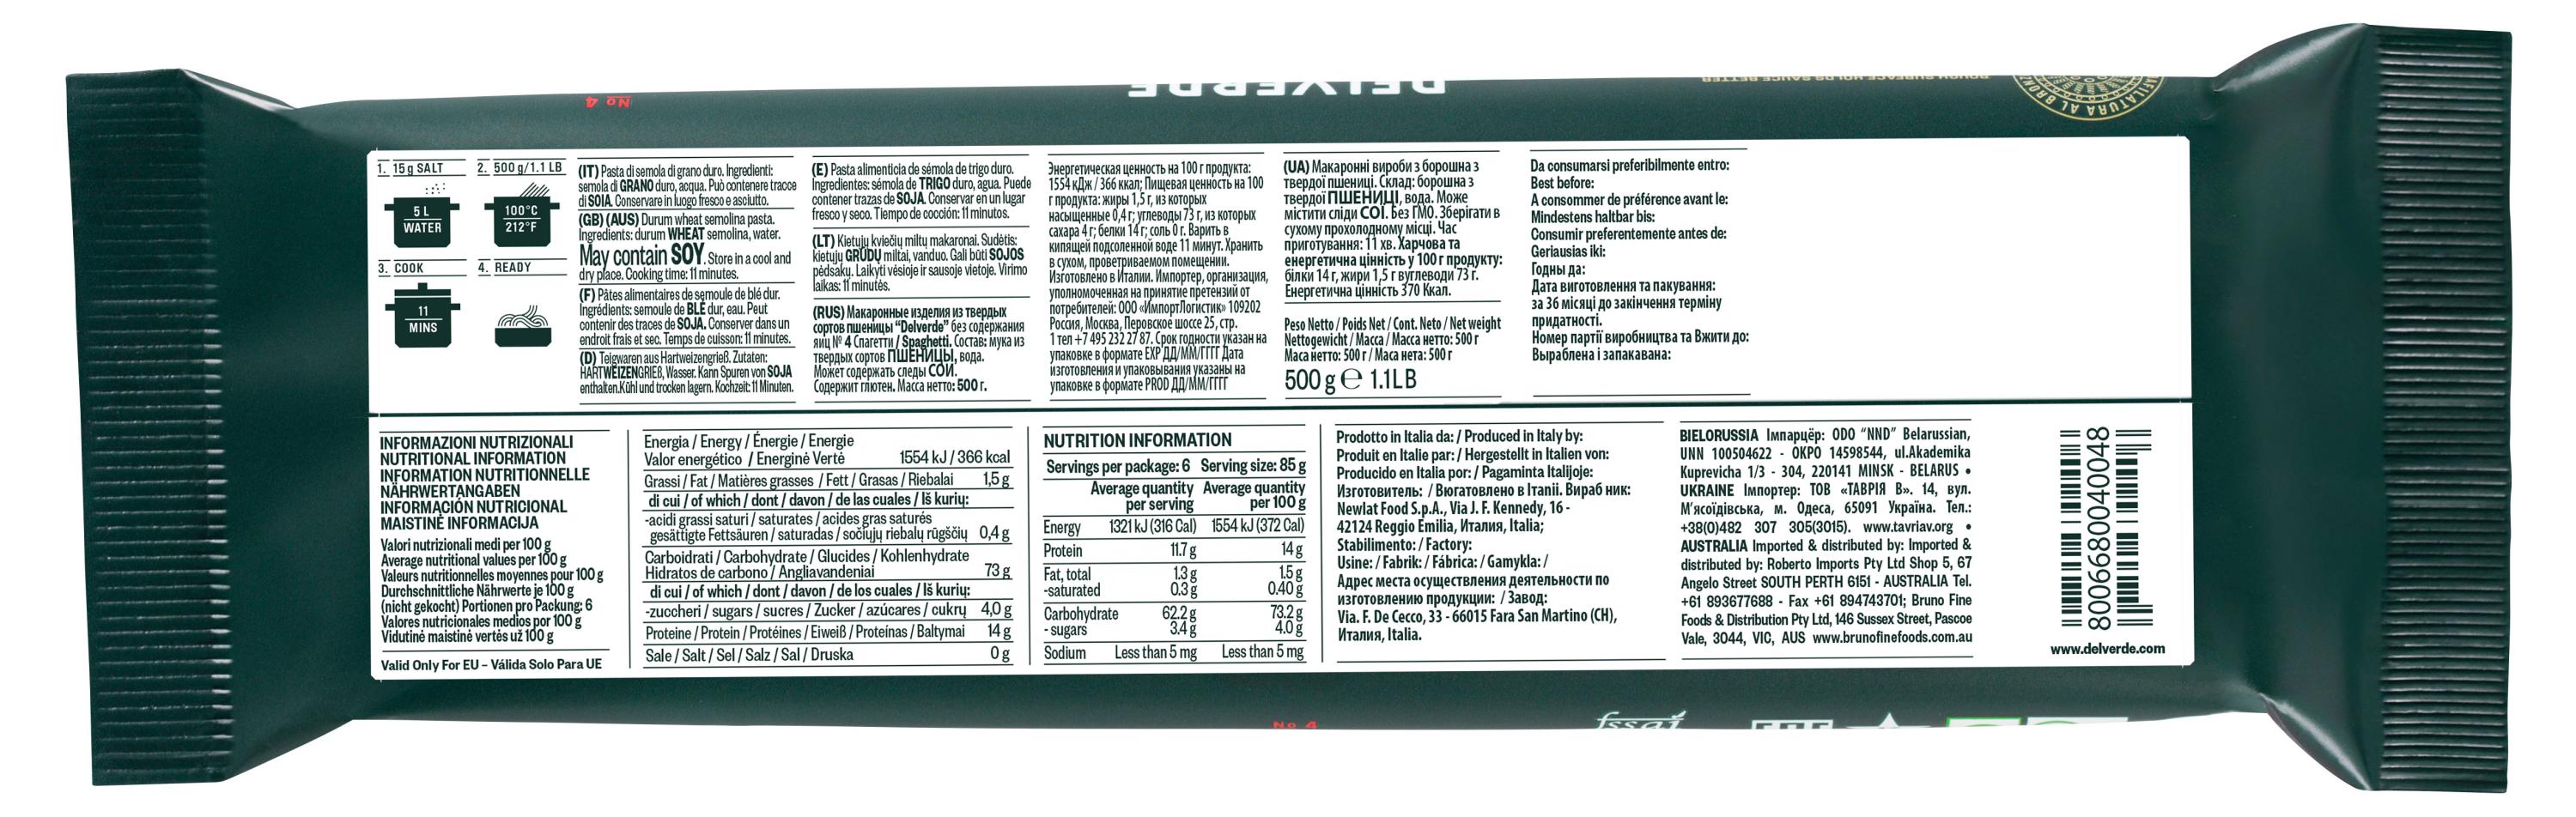 No 4
DELVERDE
ROUGH SURFACE HOLDS SAUCE BETTER
1. 15 g SALT
5 L
WATER
2. 500 g/1.1 LB
100°C
212°F
3. COOK
11
MINS
4. READY
(IT) Pasta di semola di grano duro. Ingredienti:
semola di GRANO duro, acqua. Può contenere tracce
di SOIA. Conservare in luogo fresco e asciutto.
(GB) (AUS) Durum wheat semolina pasta.
Ingredients: durum WHEAT semolina, water.
May contain SOY. Store in a cool and
dry place. Cooking time: 11 minutes.
(F) Pâtes alimentaires de semoule de blé dur.
Ingrédients: semoule de BLÉ dur, eau. Peut
contenir des traces de SOJA. Conserver dans un
endroit frais et sec. Temps de cuisson: 11 minutes.
(D) Teigwaren aus Hartweizengrieß. Zutaten:
HARTWEIZENGRIEß, Wasser. Kann Spuren von SOJA
enthalten.Kühl und trocken lagern. Kochzeit: 11 Minuten.
(E) Pasta alimenticia de sémola de trigo duro.
Ingredientes: sémola de TRIGO duro, agua. Puede
contener trazas de SOJA. Conservar en un lugar
fresco y seco. Tiempo de cocción: 11 minutos.
(LT) Kietųjų kviečių miltų makaronai. Sudėtis:
kietųjų GRŪDŲ miltai, vanduo. Gali būti SOJOS
pėdsakų. Laikyti vėsioje ir sausoje vietoje. Virimo
laikas: 11 minutės.
(RUS) Макаронные изделия из твердых
сортов пшеницы “Delverde” без содержания
яиц № 4 Спагетти / Spaghetti. Состав: мука из
твердых сортов ПШЕНИЦЫ, вода.
Может содержать следы СОИ.
Содержит глютен. Масса нетто: 500 г.
Энергетическая ценность на 100 г продукта:
1554 кДж / 366 ккал; Пищевая ценность на 100
г продукта: жиры 1,5 г, из которых
насыщенные 0,4 г; углеводы 73 г, из которых
сахара 4 г; белки 14 г; соль 0 г. Варить в
кипящей подсоленной воде 11 минут. Хранить
в сухом, проветриваемом помещении.
Изготовлено в Италии. Импортер, организация,
уполномоченная на принятие претензий от
потребителей: ООО «ИмпортЛогистик» 109202
Россия, Москва, Перовское шоссе 25, стр.
1 тел +7 495 232 27 87. Срок годности указан на
упаковке в формате EXP ДД/ММ/ГГГГ Дата
изготовления и упаковывания указаны на
упаковке в формате PROD ДД/ММ/ГГГГ
(UA) Макаронні вироби з борошна з
твердої пшениці. Склад: борошна з
твердої ПШЕНИЦІ, вода. Може
містити сліди СОЇ. Без ГМО. Зберігати в
сухому прохолодному місці. Час
приготування: 11 хв. Харчова та
енергетична цінність у 100 г продукту:
білки 14 г, жири 1,5 г вуглеводи 73 г.
Енергетична цінність 370 Ккал.
Peso Netto / Poids Net / Cont. Neto / Net weight
Nettogewicht / Масса / Масса нетто: 500 г
Маса нетто: 500 г / Маса нета: 500 г
500 g ℮ 1.1LB
Da consumarsi preferibilmente entro:
Best before:
A consommer de préférence avant le:
Mindestens haltbar bis:
Consumir preferentemente antes de:
Geriausias iki:
Годны да:
Дата виготовлення та пакування:
за 36 місяці до закінчення терміну
придатності.
Номер партії виробництва та Вжити до:
Выраблена і запакавана:
INFORMAZIONI NUTRIZIONALI
NUTRITIONAL INFORMATION
INFORMATION NUTRITIONNELLE
NÄHRWERTANGABEN
INFORMACIÓN NUTRICIONAL
MAISTINĖ INFORMACIJA
Valori nutrizionali medi per 100 g
Average nutritional values per 100 g
Valeurs nutritionnelles moyennes pour 100 g
Durchschnittliche Nährwerte je 100 g
(nicht gekocht) Portionen pro Packung: 6
Valores nutricionales medios por 100 g
Vidutinė maistinė vertės už 100 g
Valid Only For EU – Válida Solo Para UE
Energia / Energy / Énergie / Energie
Valor energético / Energinė Vertė 1554 kJ / 366 kcal
Grassi / Fat / Matières grasses / Fett / Grasas / Riebalai 1,5 g
di cui / of which / dont / davon / de las cuales / Iš kurių:
-acidi grassi saturi / saturates / acides gras saturés
gesättigte Fettsäuren / saturadas / sočiųjų riebalų rūgščių 0,4 g
Carboidrati / Carbohydrate / Glucides / Kohlenhydrate
Hidratos de carbono / Angliavandeniai 73 g
di cui / of which / dont / davon / de los cuales / Iš kurių:
-zuccheri / sugars / sucres / Zucker / azúcares / cukrų 4,0 g
Proteine / Protein / Protéines / Eiweiß / Proteínas / Baltymai 14 g
Sale / Salt / Sel / Salz / Sal / Druska 0 g
NUTRITION INFORMATION
Servings per package: 6 Serving size: 85 g
Average quantity per serving Average quantity per 100 g
Energy 1321 kJ (316 Cal) 1554 kJ (372 Cal)
Protein 11.7 g 14 g
Fat, total 1.3 g 1.5 g
-saturated 0.3 g 0.40 g
Carbohydrate 62.2 g 73.2 g
- sugars 3.4 g 4.0 g
Sodium Less than 5 mg Less than 5 mg
Prodotto in Italia da: / Produced in Italy by:
Produit en Italie par: / Hergestellt in Italien von:
Producido en Italia por: / Pagaminta Italijoje:
Изготовитель: / Вюгатовлено в Італіі. Вираб ник:
Newlat Food S.p.A., Via J. F. Kennedy, 16 -
42124 Reggio Emilia, Италия, Italia;
Stabilimento: / Factory:
Usine: / Fabrik: / Fábrica: / Gamykla: /
Адрес места осуществления деятельности по
изготовлению продукции: / Завод:
Via. F. De Cecco, 33 - 66015 Fara San Martino (CH),
Италия, Italia.
BIELORUSSIA Імпарцёр: ODO “NND” Belarussian,
UNN 100504622 - ОКРО 14598544, ul.Akademika
Kuprevicha 1/3 - 304, 220141 MINSK - BELARUS •
UKRAINE Імпортер: ТОВ «ТАВРІЯ В». 14, вул.
М’ясоїдівська, м. Одеса, 65091 Україна. Тел.:
+38(0)482 307 305(3015). www.tavriav.org •
AUSTRALIA Imported & distributed by: Imported &
distributed by: Roberto Imports Pty Ltd Shop 5, 67
Angelo Street SOUTH PERTH 6151 - AUSTRALIA Tel.
+61 893677688 - Fax +61 894743701; Bruno Fine
Foods & Distribution Pty Ltd, 146 Sussex Street, Pascoe
Vale, 3044, VIC, AUS www.brunofinefoods.com.au
8006680040048
www.delverde.com
No 4
fssai